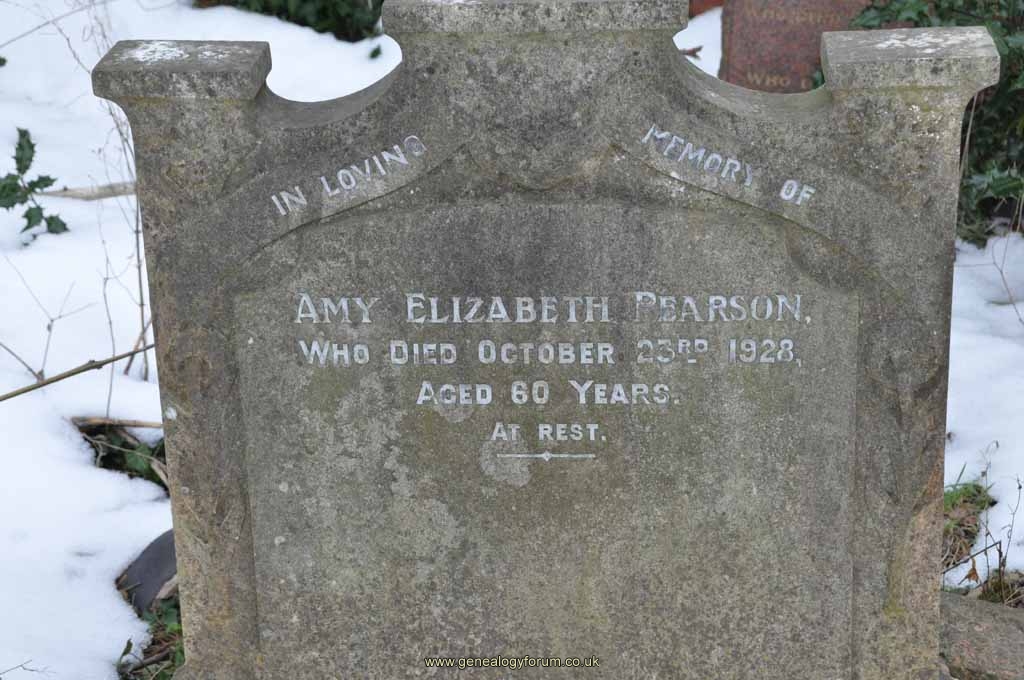 IN LOVING MEMORY OF
AMY ELIZABETH PEARSON,
WHO DIED OCTOBER 23RD 1928,
AGED 60 YEARS.
AT REST.
WHO
www.genealogyforum.co.uk